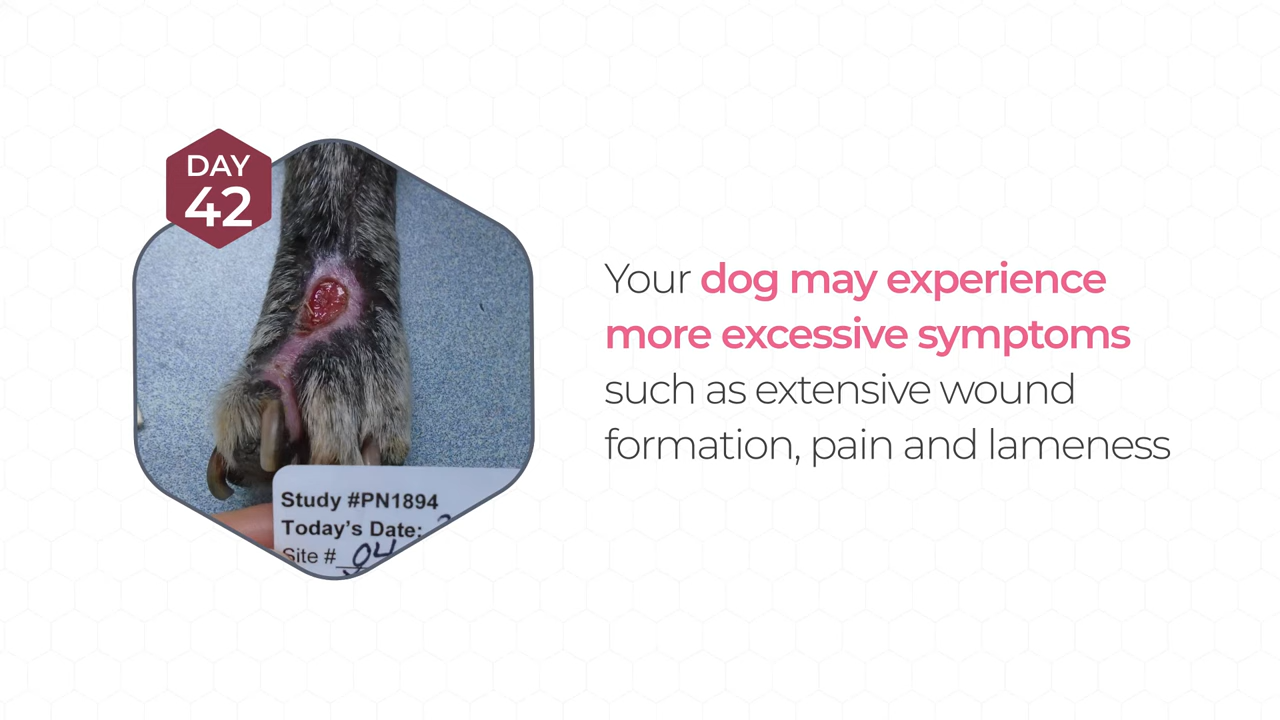 DAY
42
Your dog may experience
more excessive symptoms
such as extensive wound
formation, pain and lameness
Study #PN1894
Today's Date:
Site # 04